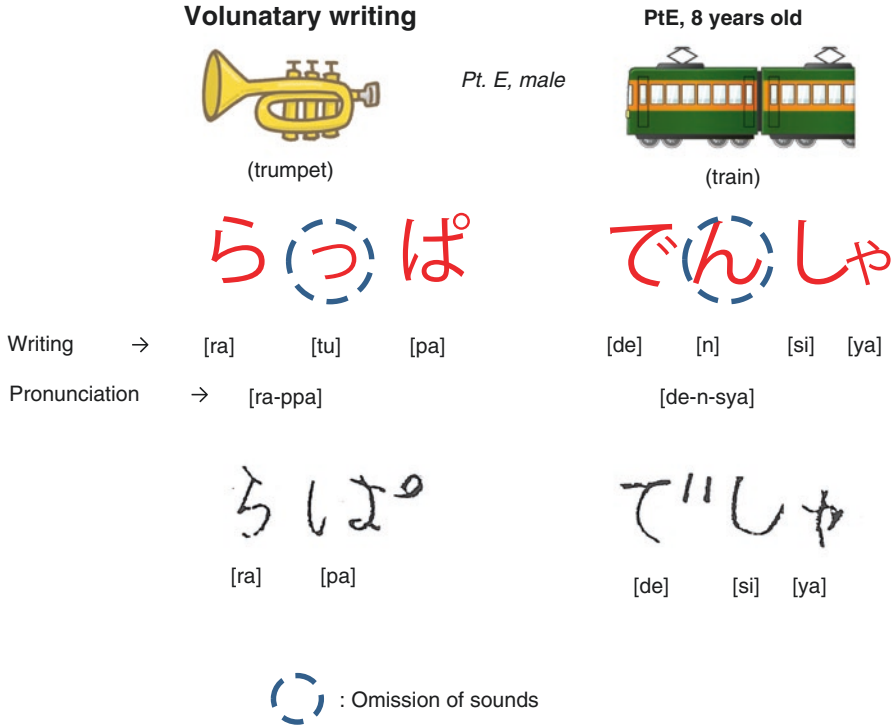 Volunatary writing
PtE, 8 years old
Pt. E, male
(trumpet)
(train)
らっぱ でんしゃ
Writing → [ra] [tu] [pa] [de] [n] [si] [ya]
Pronunciation → [ra-ppa] [de-n-sya]
らぱ でしゃ
[ra] [pa] [de] [si] [ya]
: Omission of sounds